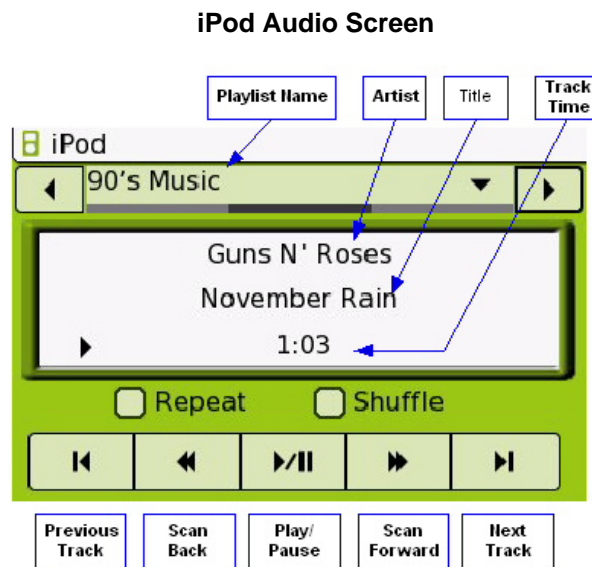 iPod Audio Screen
Playlist Name Artist Title Track Time
iPod
90's Music
Guns N' Roses
November Rain
1:03
Repeat Shuffle
Previous Track Scan Back Play/ Pause Scan Forward Next Track